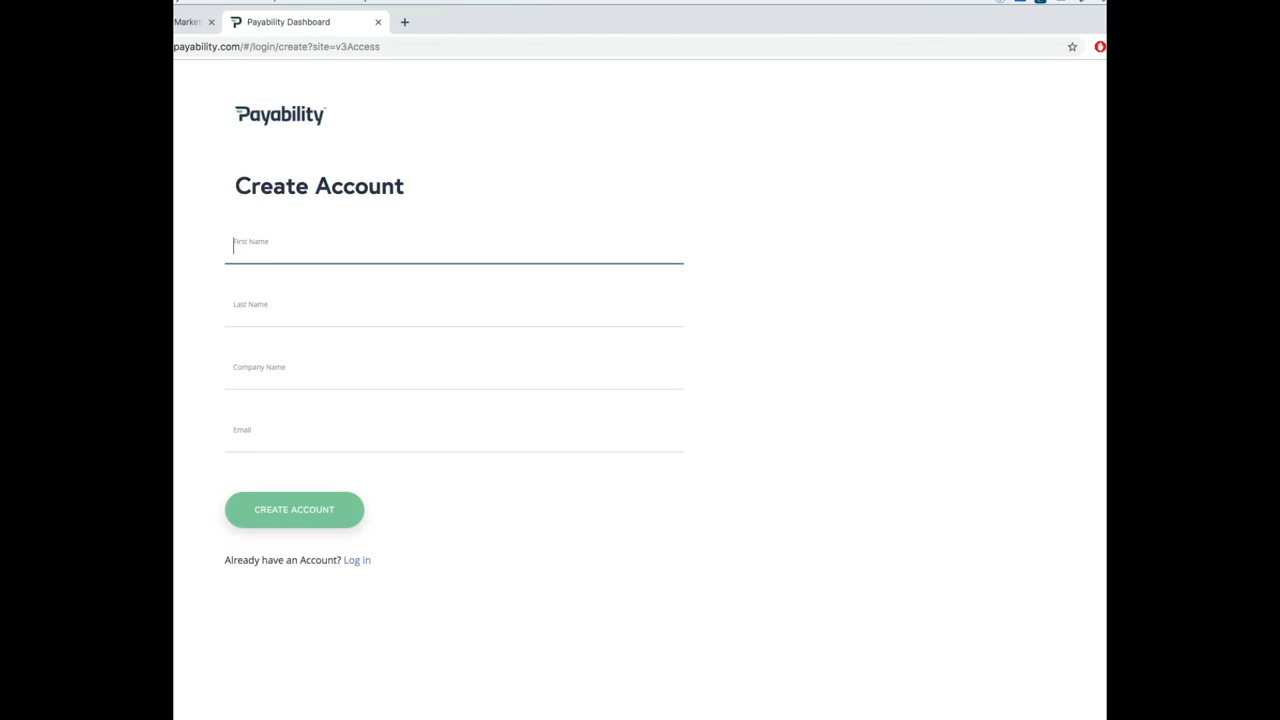 Market
Payability Dashboard
payability.com/#/login/create?site=v3Access
Payability
Create Account
First Name
Last Name
Company Name
Email
CREATE ACCOUNT
Already have an Account? Log in